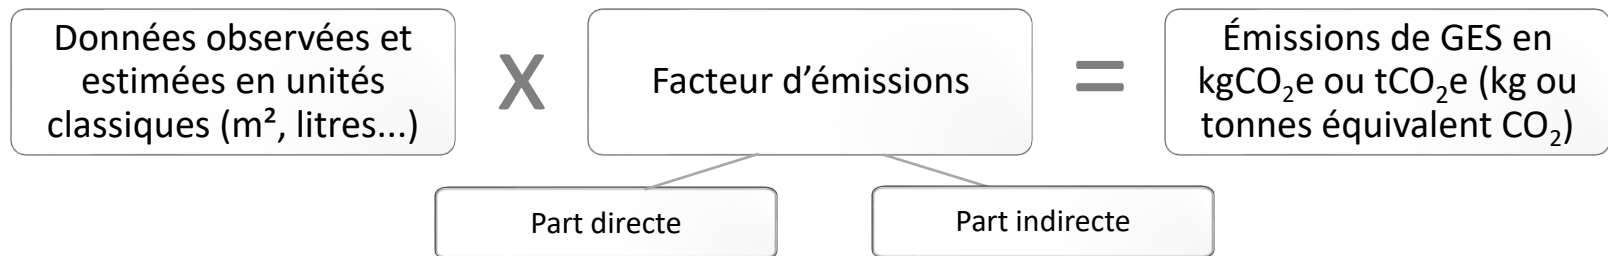 Données observées et
estimées en unités
classiques (m², litres...)
X
Facteur d’émissions
=
Émissions de GES en
kgCO₂e ou tCO₂e (kg ou
tonnes équivalent CO₂)
Part directe
Part indirecte